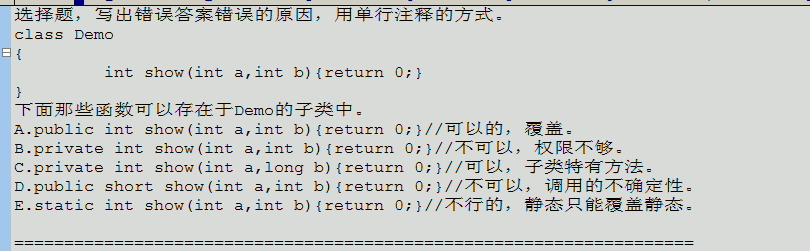 选择题，写出错误答案错误的原因，用单行注释的方式。
class Demo
{
int show(int a,int b){return 0;}
}
下面那些函数可以存在于Demo的子类中。
A.public int show(int a,int b){return 0;}//可以的，覆盖。
B.private int show(int a,int b){return 0;}//不可以，权限不够。
C.private int show(int a,long b){return 0;}//可以，子类特有方法。
D.public short show(int a,int b){return 0;}//不可以，调用的不确定性。
E.static int show(int a,int b){return 0;}//不行的，静态只能覆盖静态。
=========================================================================